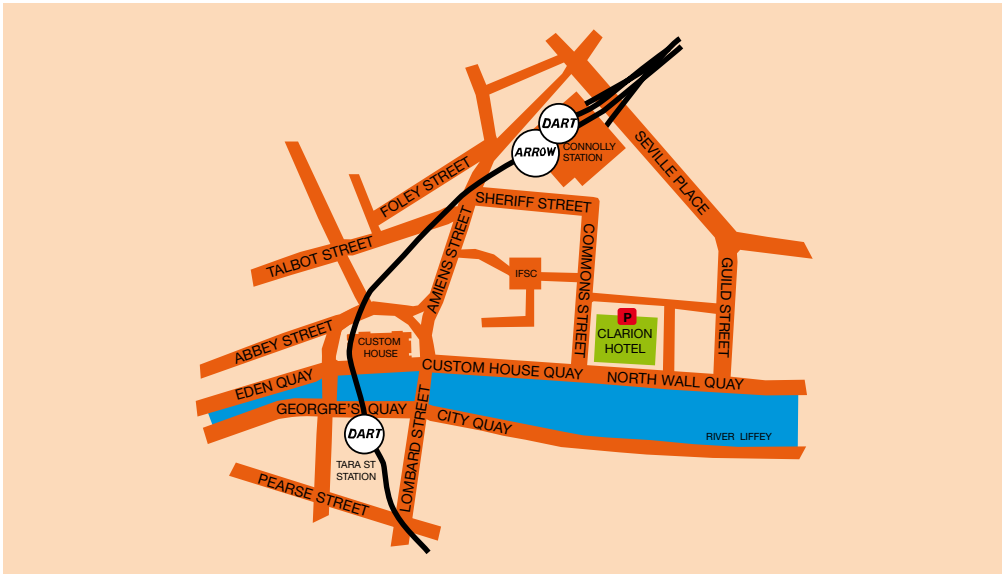 DART
ARROW
CONNOLLY
STATION
SEVILLE PLACE
FOLEY STREET
SHERIFF STREET
TALBOT STREET
AMIENS STREET
COMMONS STREET
GUILD STREET
IFSC
P
CLARION
HOTEL
ABBEY STREET
CUSTOM
HOUSE
CUSTOM HOUSE QUAY
NORTH WALL QUAY
EDEN QUAY
GEORGRE'S QUAY
CITY QUAY
LOMBARD STREET
RIVER LIFFEY
DART
TARA ST
STATION
PEARSE STREET